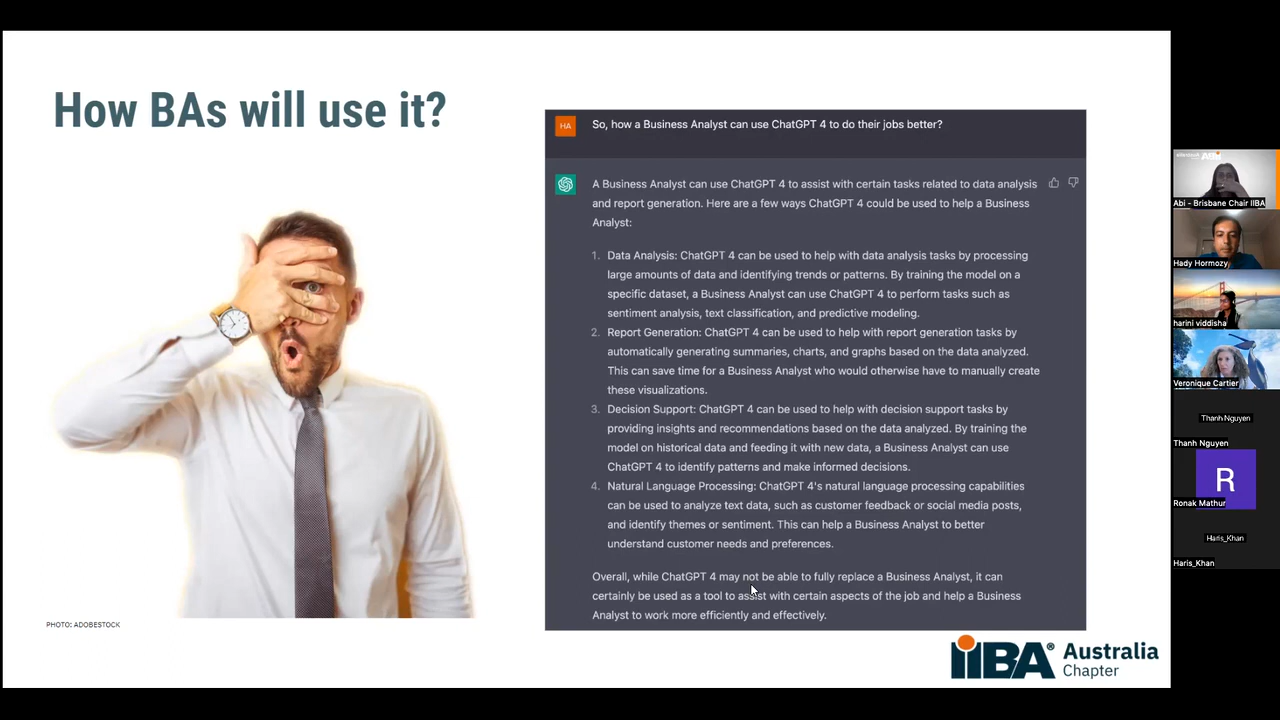 How BAs will use it?
HA
So, how a Business Analyst can use ChatGPT 4 to do their jobs better?
A Business Analyst can use ChatGPT 4 to assist with certain tasks related to data analysis
and report generation. Here are a few ways ChatGPT 4 could be used to help a Business
Analyst:
1. Data Analysis: ChatGPT 4 can be used to help with data analysis tasks by processing
large amounts of data and identifying trends or patterns. By training the model on a
specific dataset, a Business Analyst can use ChatGPT 4 to perform tasks such as
sentiment analysis, text classification, and predictive modeling.
2. Report Generation: ChatGPT 4 can be used to help with report generation tasks by
automatically generating summaries, charts, and graphs based on the data analyzed.
This can save time for a Business Analyst who would otherwise have to manually create
these visualizations.
3. Decision Support: ChatGPT 4 can be used to help with decision support tasks by
providing insights and recommendations based on the data analyzed. By training the
model on historical data and feeding it with new data, a Business Analyst can use
ChatGPT 4 to identify patterns and make informed decisions.
4. Natural Language Processing: ChatGPT 4's natural language processing capabilities
can be used to analyze text data, such as customer feedback or social media posts,
and identify themes or sentiment. This can help a Business Analyst to better
understand customer needs and preferences.
Overall, while ChatGPT 4 may not be able to fully replace a Business Analyst, it can
certainly be used as a tool to assist with certain aspects of the job and help a Business
Analyst to work more efficiently and effectively.
PHOTO: ADOBESTOCK
IIBA® Australia
Chapter
Abi - Brisbane Chair IIBA
Hady Hormozy
harini viddisha
Veronique Cartier
Thanh Nguyen
Thanh Nguyen
R
Ronak Mathur
Haris_Khan
Haris_Khan